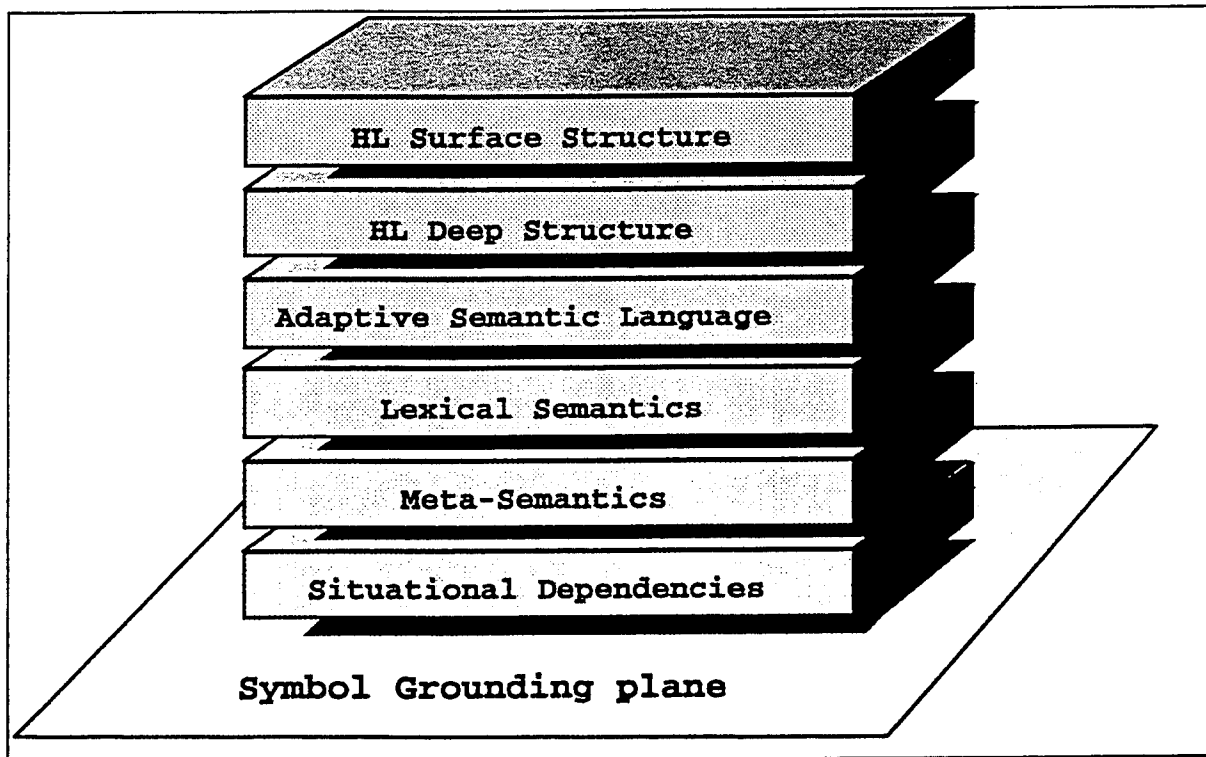 HL Surface Structure
HL Deep Structure
Adaptive Semantic Language
Lexical Semantics
Meta-Semantics
Situational Dependencies
Symbol Grounding plane